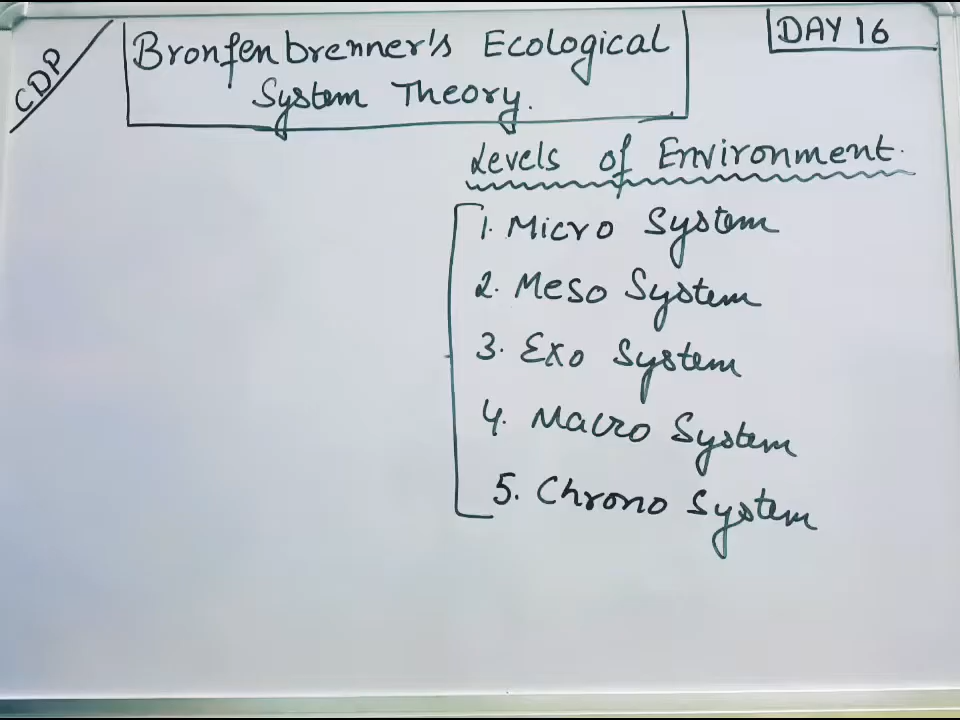 CDP
Bronfenbrenner's Ecological
System Theory.
DAY 16
Levels of Environment.
1. Micro System
2. Meso System
3. Exo System
4. Macro System
5. Chrono System